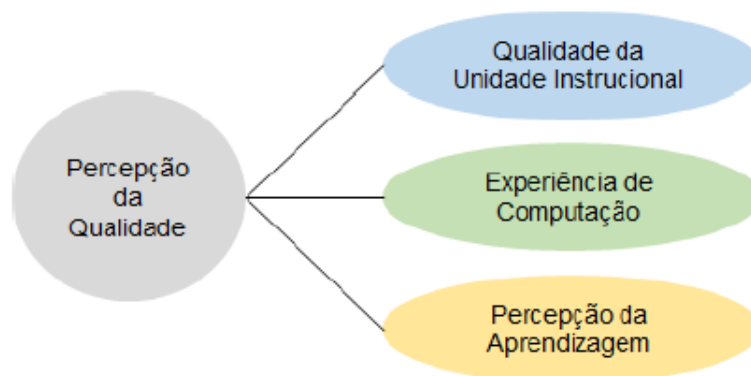 Percepção
da
Qualidade
Qualidade da
Unidade Instrucional
Experiência de
Computação
Percepção da
Aprendizagem